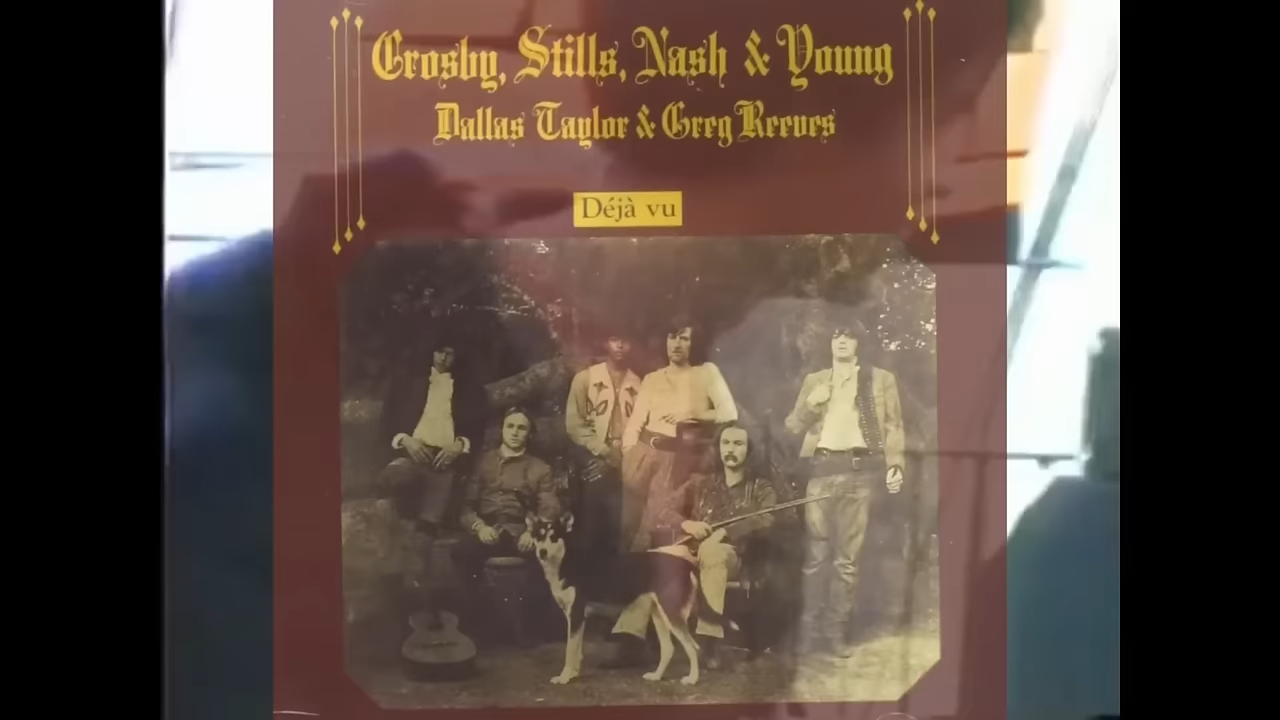 Crosby, Stills, Nash & Young
Dallas Taylor & Greg Reeves
Déjà vu